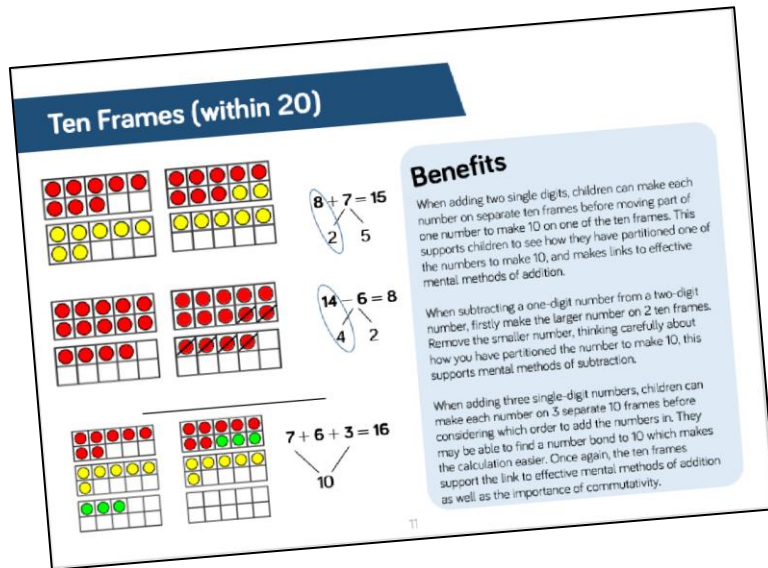 Ten Frames (within 20)
8 + 7 = 15
2 5
14 - 6 = 8
4 2
7 + 6 + 3 = 16
10
Benefits
When adding two single digits, children can make each
number on separate ten frames before moving part of
one number to make 10 on one of the ten frames. This
supports children to see how they have partitioned one of
the numbers to make 10, and makes links to effective
mental methods of addition.
When subtracting a one-digit number from a two-digit
number, firstly make the larger number on 2 ten frames.
Remove the smaller number, thinking carefully about
how you have partitioned the number to make 10, this
supports mental methods of subtraction.
When adding three single-digit numbers, children can
make each number on 3 separate 10 frames before
considering which order to add the numbers in. They
may be able to find a number bond to 10 which makes
the calculation easier. Once again, the ten frames
support the link to effective mental methods of addition
as well as the importance of commutativity.
11